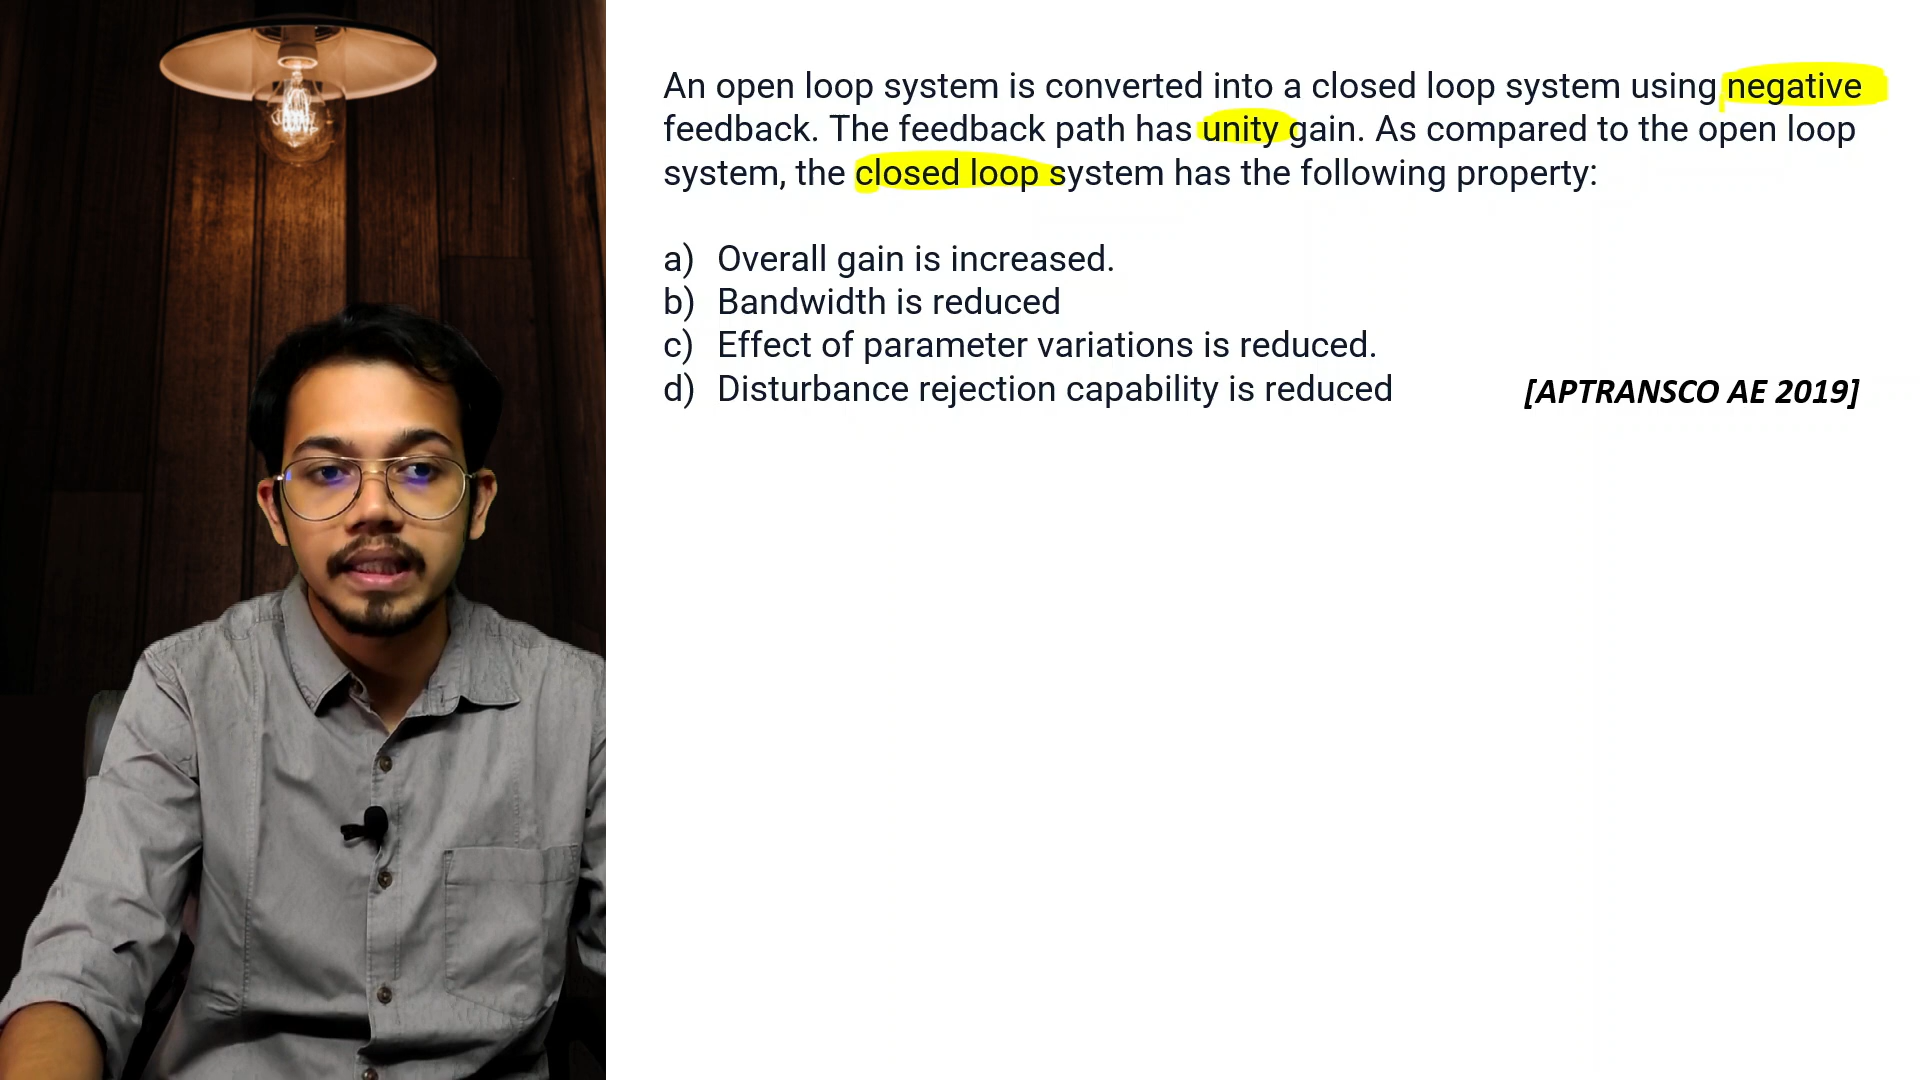 An open loop system is converted into a closed loop system using negative
feedback. The feedback path has unity gain. As compared to the open loop
system, the closed loop system has the following property:
a) Overall gain is increased.
b) Bandwidth is reduced
c) Effect of parameter variations is reduced.
d) Disturbance rejection capability is reduced [APTRANSCO AE 2019]